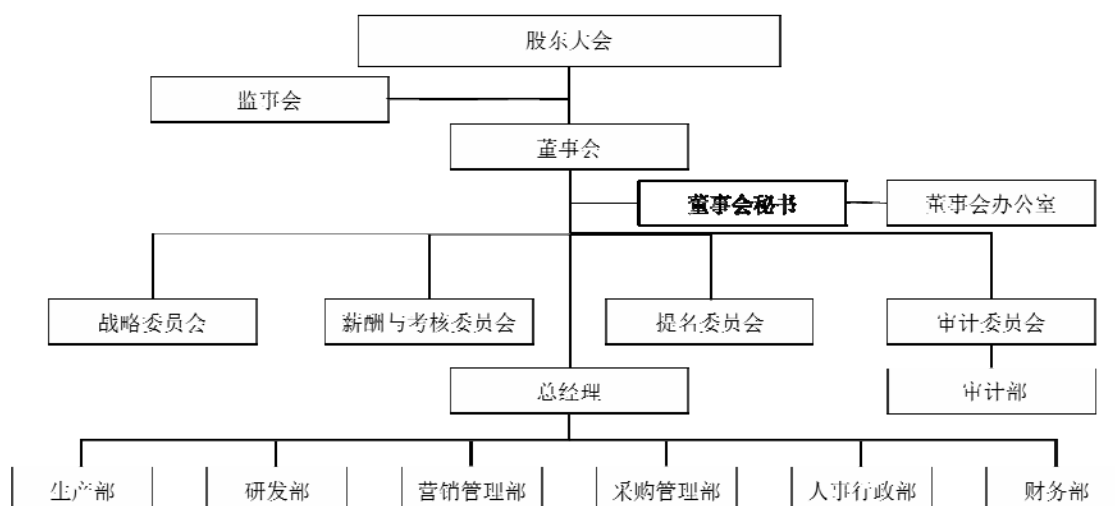 股东大会
监事会
董事会
董事会秘书
董事会办公室
战略委员会
薪酬与考核委员会
提名委员会
审计委员会
总经理
审计部
生产部
研发部
营销管理部
采购管理部
人事行政部
财务部